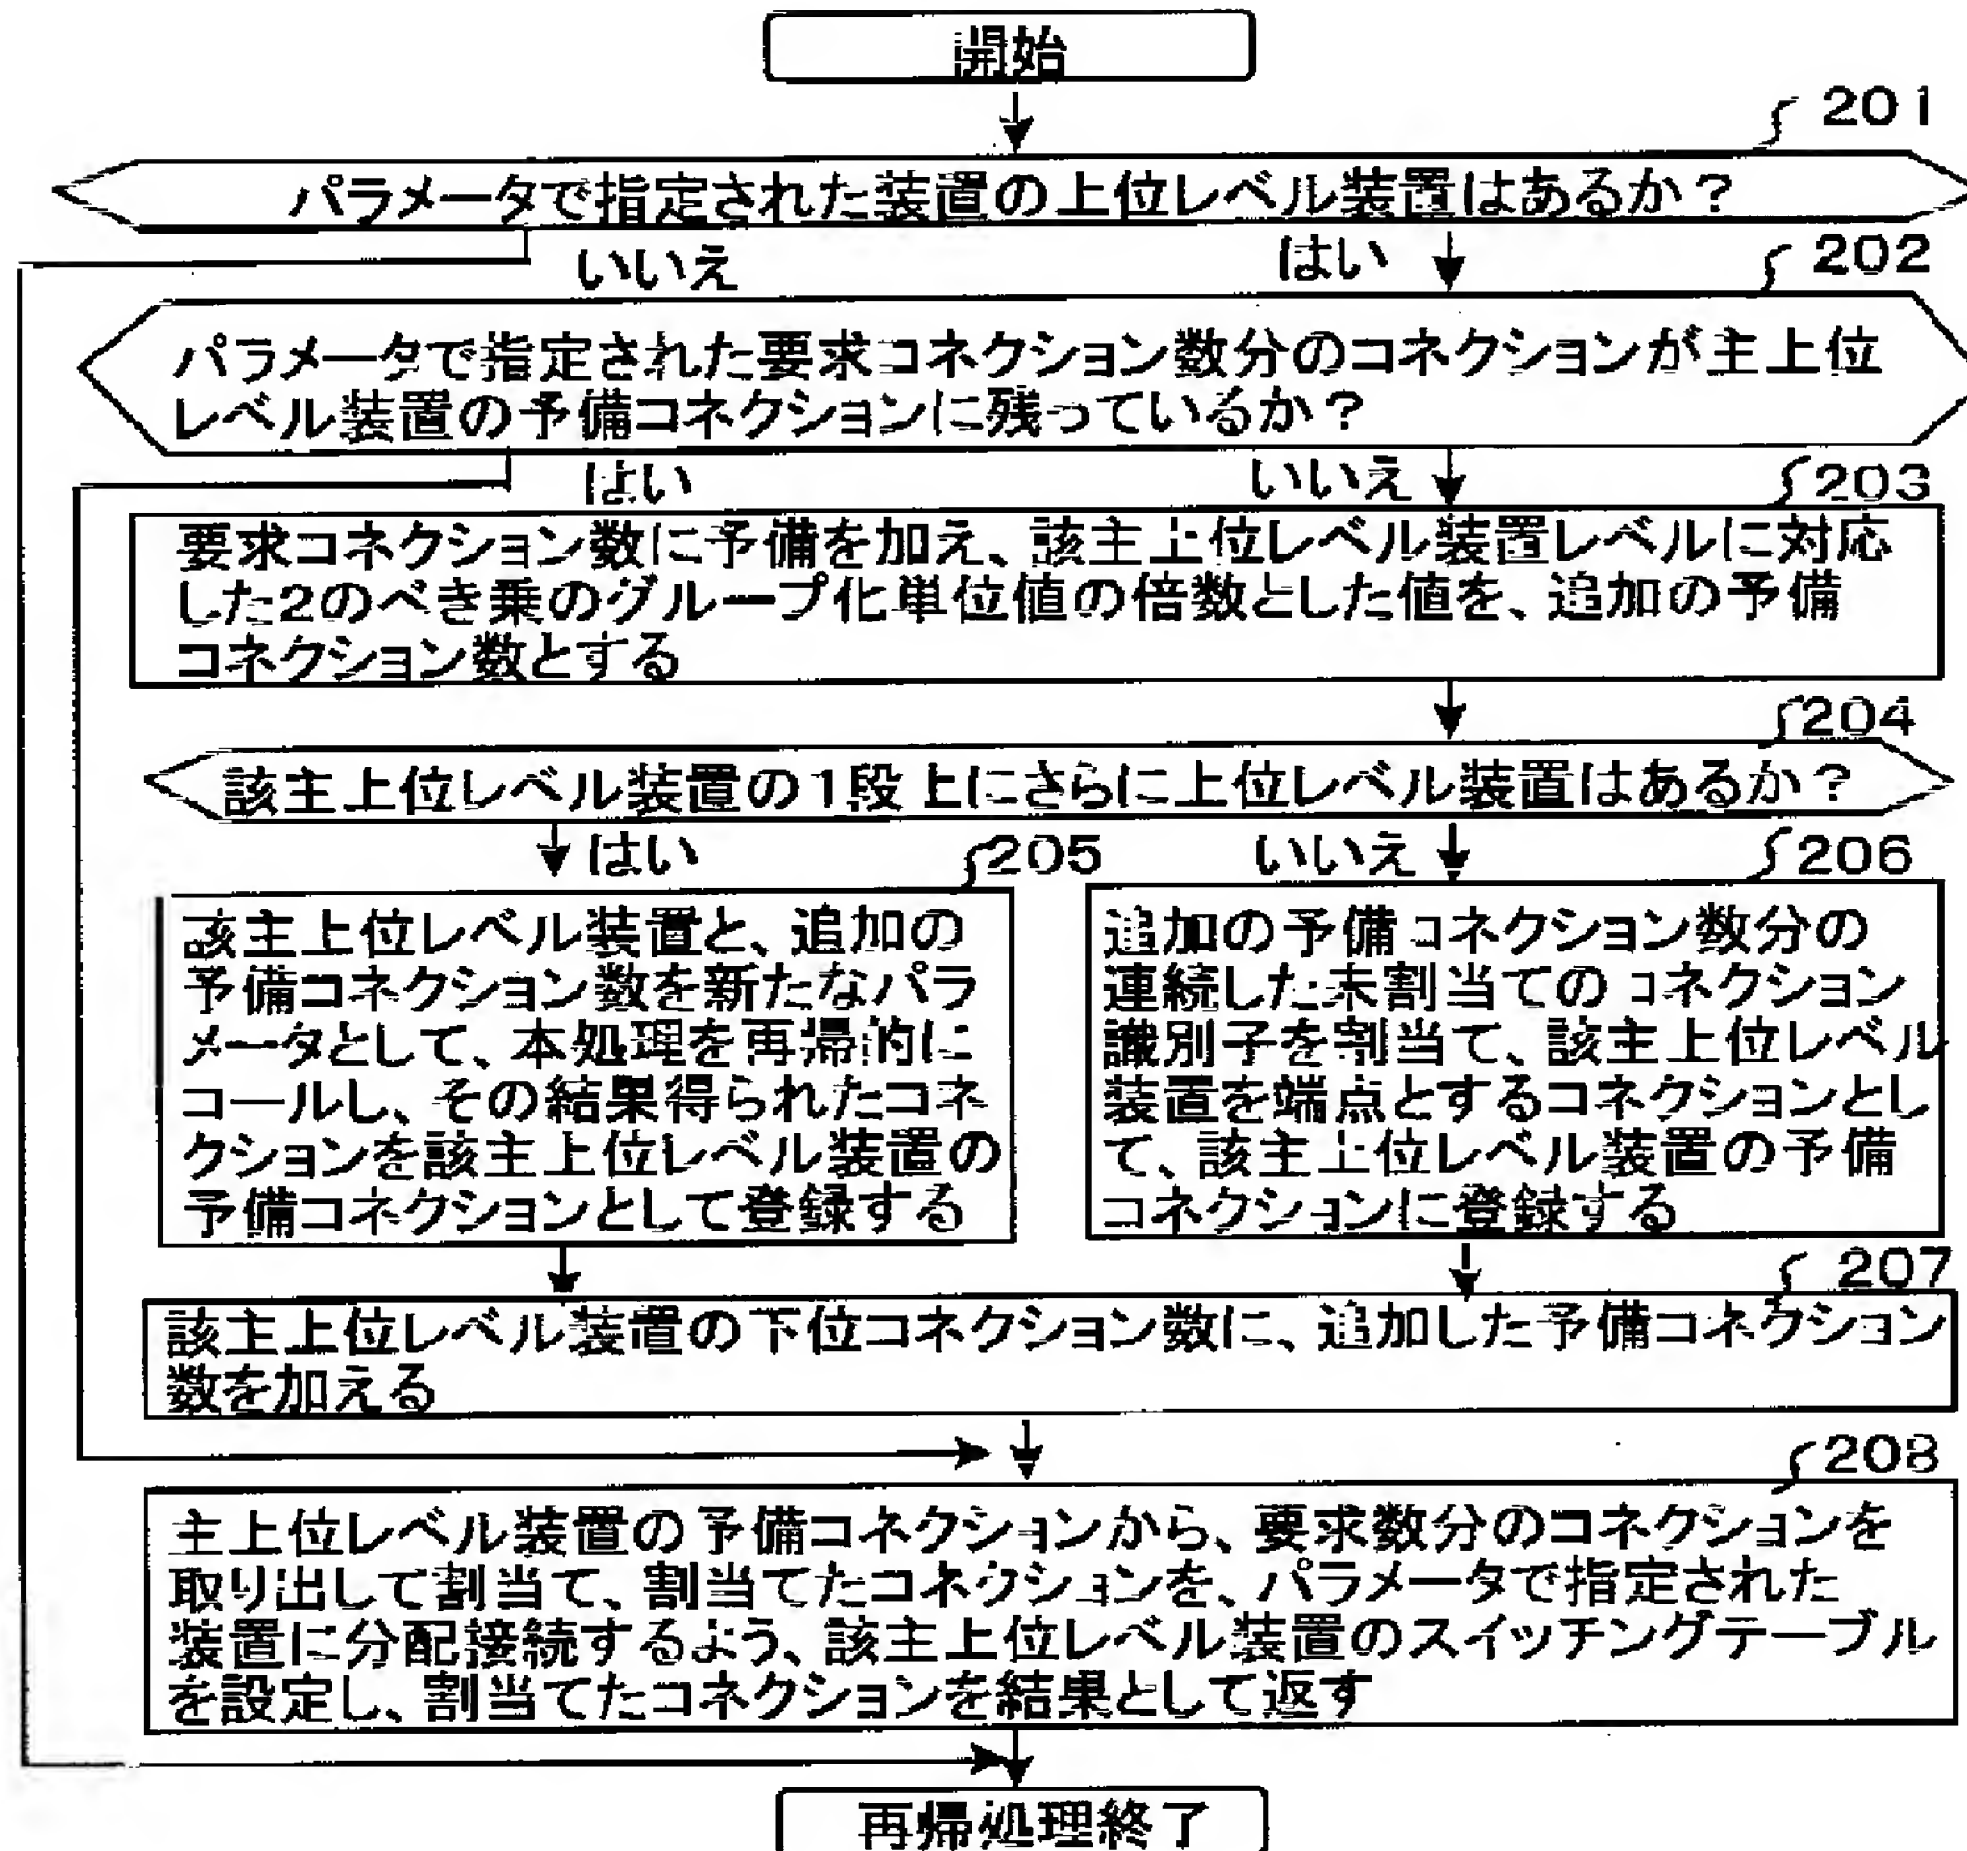 開始
201
パラメータで指定された装置の上位レベル装置はあるか？
いいえ
はい
202
パラメータで指定された要求コネクション数分のコネクションが主上位
レベル装置の予備コネクションに残っているか？
はい
いいえ
203
要求コネクション数に予備を加え、該主上位レベル装置レベルに対応
した2のべき乗のグループ化単位値の倍数とした値を、追加の予備
コネクション数とする
204
該主上位レベル装置の1段上にさらに上位レベル装置はあるか？
はい
205
いいえ
206
該主上位レベル装置と、追加の
予備コネクション数を新たなパラ
メータとして、本処理を再帰的に
コールし、その結果得られたコネ
クションを該主上位レベル装置の
予備コネクションとして登録する
追加の予備コネクション数分の
連続した未割当てのコネクション
識別子を割当て、該主上位レベル
装置を端点とするコネクションとし
て、該主上位レベル装置の予備
コネクションに登録する
207
該主上位レベル装置の下位コネクション数に、追加した予備コネクション
数を加える
208
主上位レベル装置の予備コネクションから、要求数分のコネクションを
取り出して割当て、割当てたコネクションを、パラメータで指定された
装置に分配接続するよう、該主上位レベル装置のスイッチングテーブル
を設定し、割当てたコネクションを結果として返す
再帰処理終了